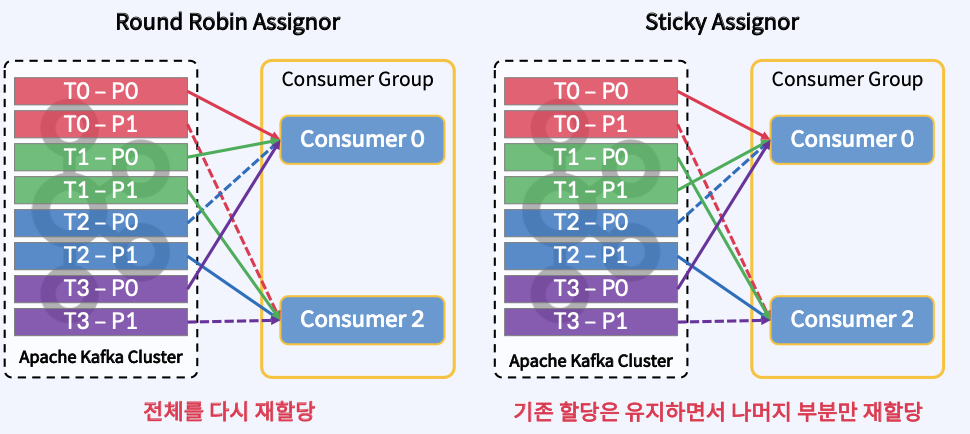 Round Robin Assignor
T0 – P0
T0 – P1
T1 – P0
T1 – P1
T2 – P0
T2 – P1
T3 – P0
T3 – P1
Apache Kafka Cluster
Consumer Group
Consumer 0
Consumer 2
전체를 다시 재할당
Sticky Assignor
T0 – P0
T0 – P1
T1 – P0
T1 – P1
T2 – P0
T2 – P1
T3 – P0
T3 – P1
Apache Kafka Cluster
Consumer Group
Consumer 0
Consumer 2
기존 할당은 유지하면서 나머지 부분만 재할당